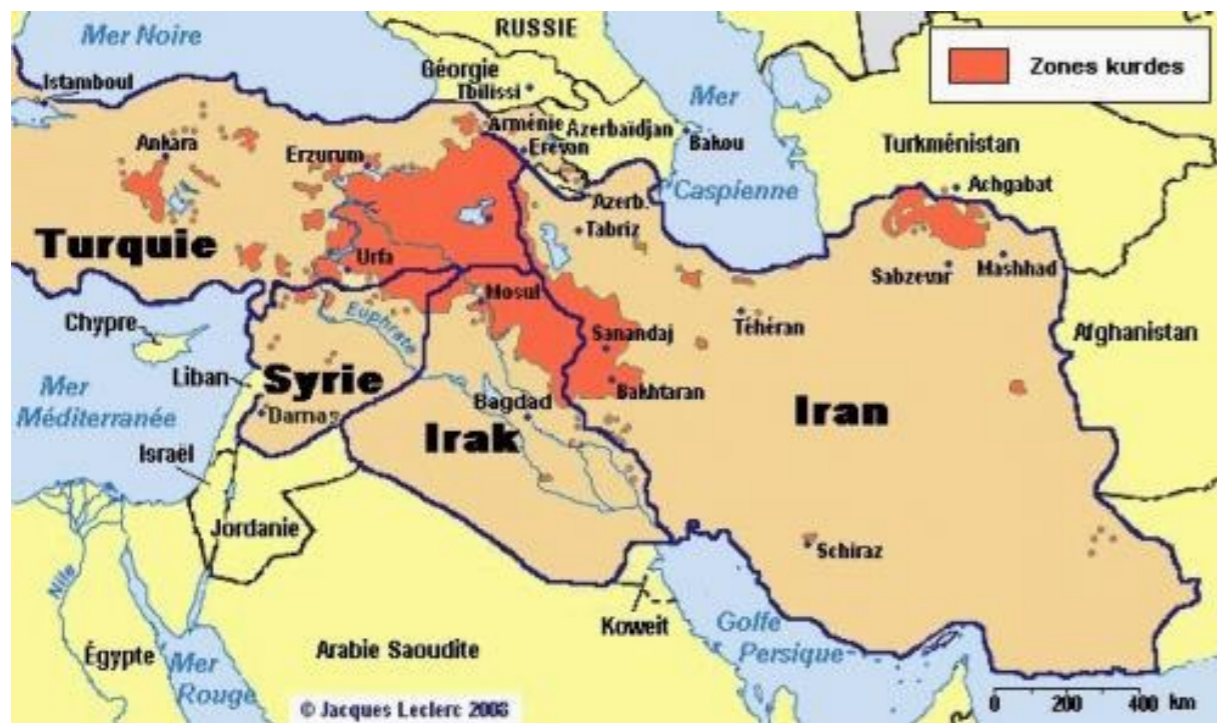 Mer Noire
RUSSIE
Zones kurdes
Géorgie
Tbilissi
Istamboul
Mer
Caspienne
Arménie
Azerbaïdjan
Erévan
Bakou
Turkménistan
Ankara
Erzurum
Azerb.
Achgabat
Turquie
Tabriz
Urfa
Sabzevar
Mashhad
Mosul
Euphrate
Chypre
Sanandaj
Téhéran
Afghanistan
Liban
Syrie
Bakhtaran
Mer
Méditerranée
Damas
Bagdad
Irak
Iran
Israël
Jordanie
Schiraz
Nile
Koweit
Golfe
Persique
Égypte
Mer
Rouge
Arabie Saoudite
0 200 400 km
© Jacques Leclerc 2008